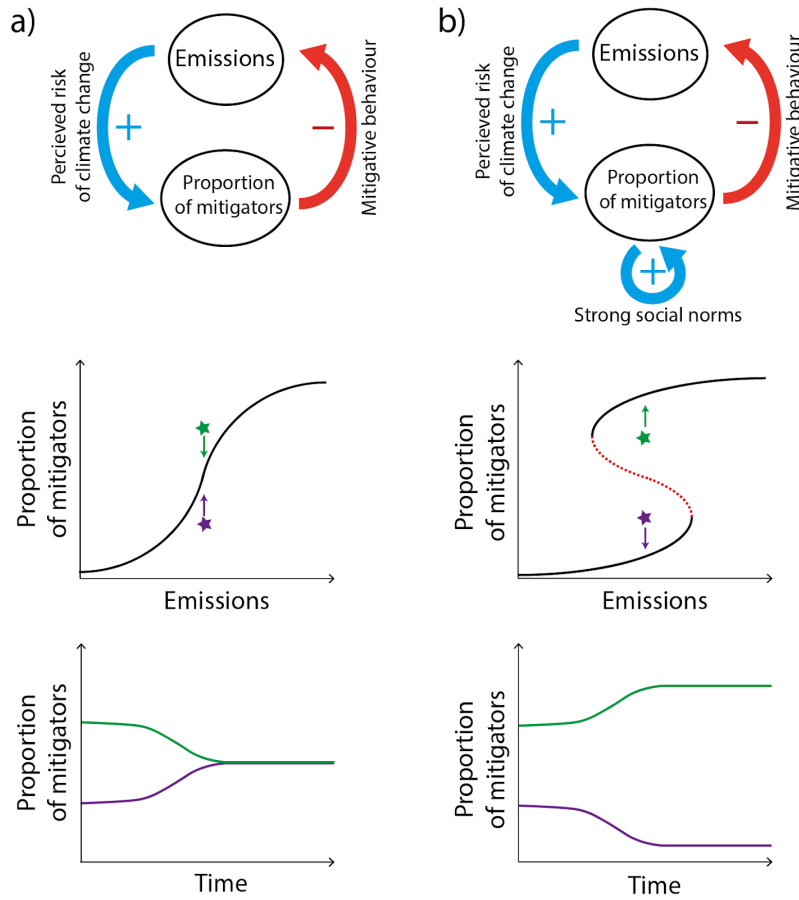 a)
Emissions
Percieved risk
of climate change
+
−
Mitigative behaviour
Proportion
of mitigators
Proportion
of mitigators
Emissions
Proportion
of mitigators
Time
b)
Emissions
Percieved risk
of climate change
+
−
Mitigative behaviour
Proportion
of mitigators
+
Strong social norms
Proportion
of mitigators
Emissions
Proportion
of mitigators
Time